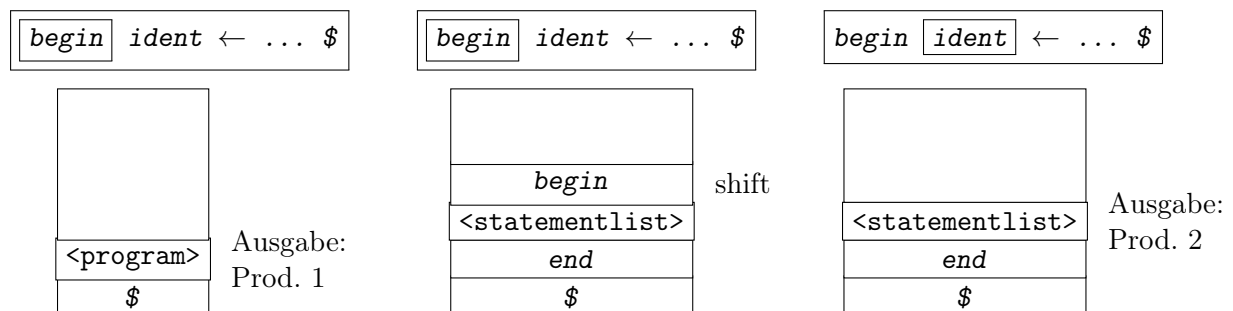 begin ident ← ... $
<program>
$
Ausgabe:
Prod. 1
begin ident ← ... $
begin
<statementlist>
end
$
shift
begin ident ← ... $
<statementlist>
end
$
Ausgabe:
Prod. 2